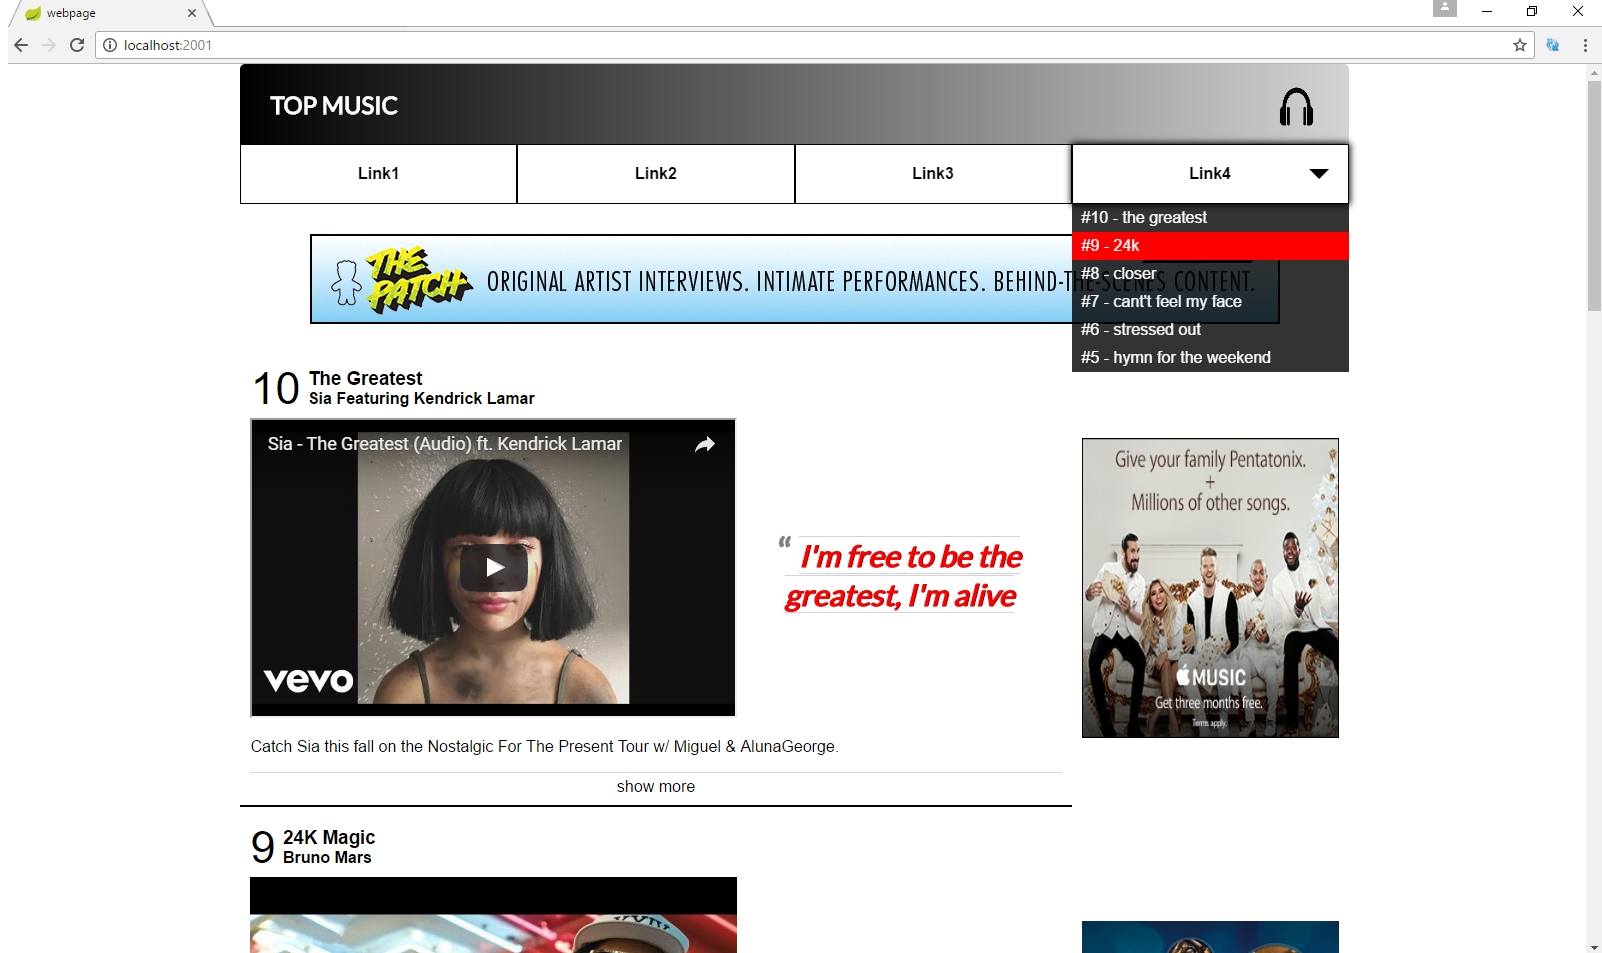 webpage
localhost:2001
TOP MUSIC
Link1
Link2
Link3
Link4
#10 - the greatest
#9 - 24k
#8 - closer
#7 - cant't feel my face
#6 - stressed out
#5 - hymn for the weekend
THE PATCH
ORIGINAL ARTIST INTERVIEWS. INTIMATE PERFORMANCES. BEHIND-THE-SCENES CONTENT.
10
The Greatest
Sia Featuring Kendrick Lamar
Sia - The Greatest (Audio) ft. Kendrick Lamar
vevo
“ I'm free to be the
greatest, I'm alive
Give your family Pentatonix.
+
Millions of other songs.
MUSIC
Get three months free.
Terms apply.
Catch Sia this fall on the Nostalgic For The Present Tour w/ Miguel & AlunaGeorge.
show more
9
24K Magic
Bruno Mars